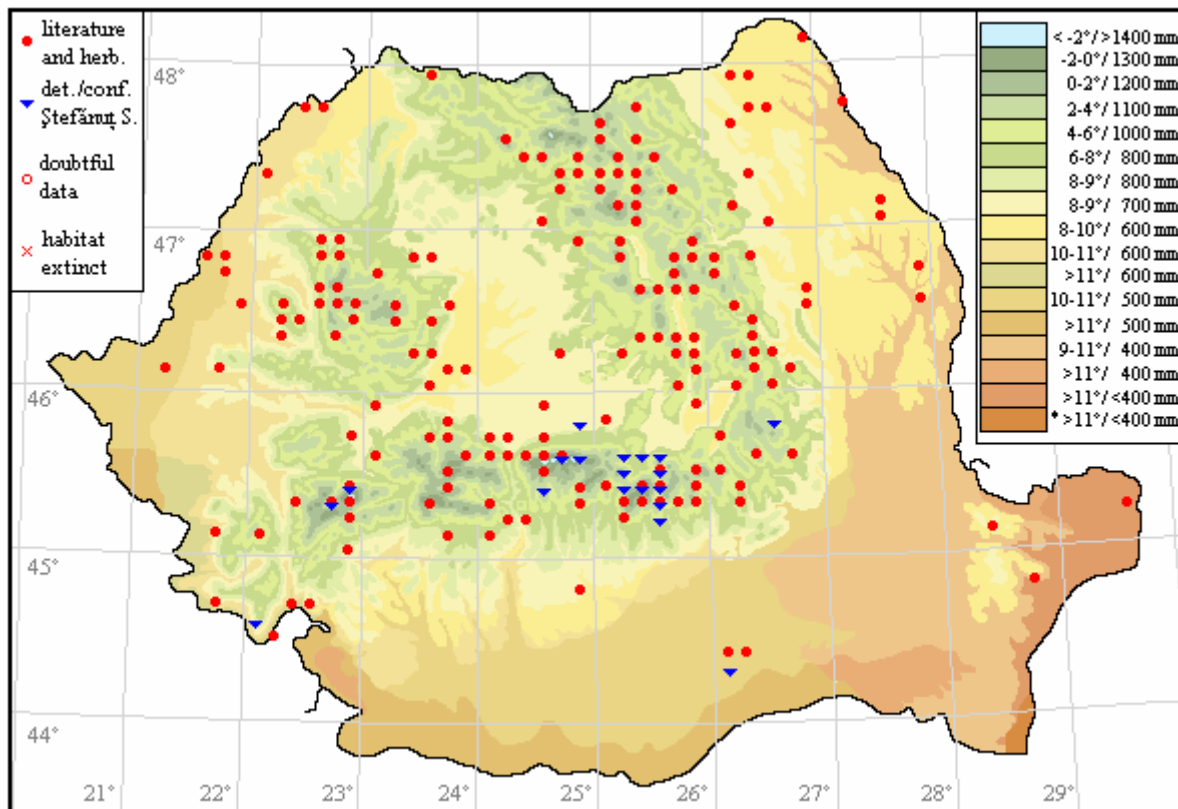 literature
and herb.
det./conf.
Ştefănuţ S.
doubtful
data
habitat
extinct
< -2°/ >1400 mm
-2-0°/ 1300 mm
0-2°/ 1200 mm
2-4°/ 1100 mm
4-6°/ 1000 mm
6-8°/ 800 mm
8-9°/ 800 mm
8-9°/ 700 mm
8-10°/ 600 mm
10-11°/ 600 mm
>11°/ 600 mm
10-11°/ 500 mm
>11°/ 500 mm
9-11°/ 400 mm
>11°/ 400 mm
>11°/ <400 mm
* >11°/ <400 mm
48°
47°
46°
45°
44°
21°
22°
23°
24°
25°
26°
27°
28°
29°